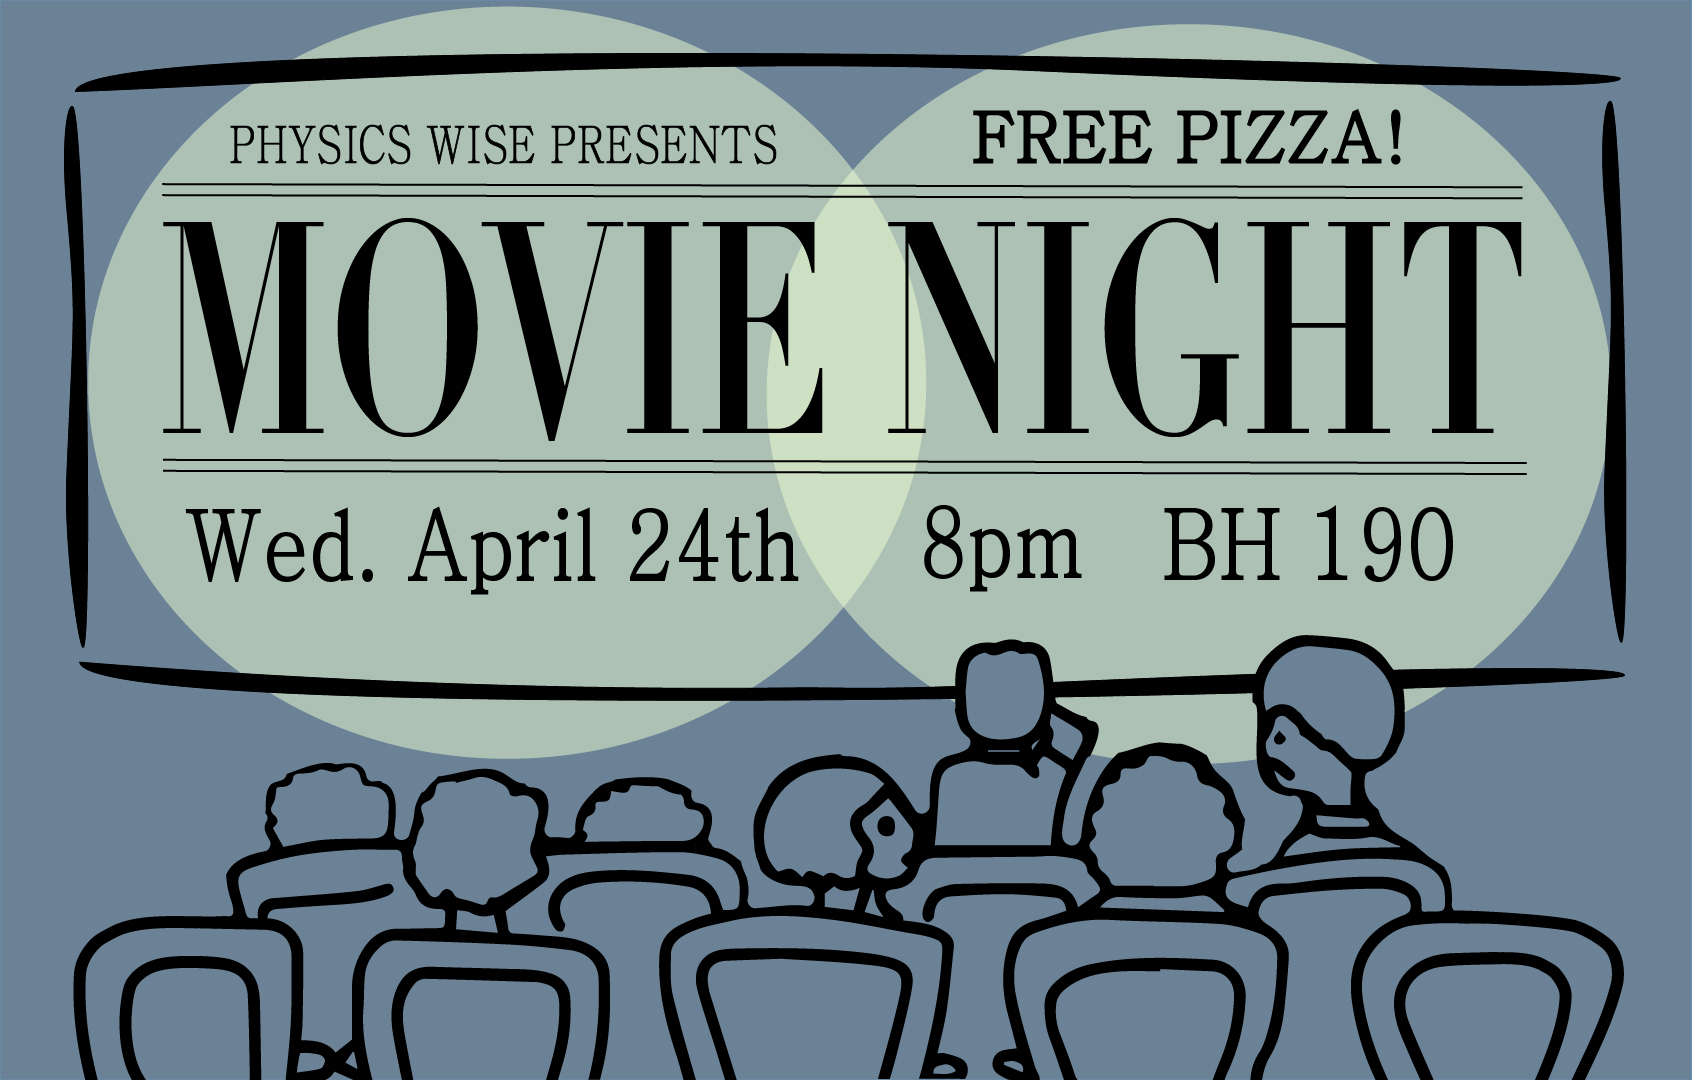 PHYSICS WISE PRESENTS FREE PIZZA!
MOVIE NIGHT
Wed. April 24th 8pm BH 190